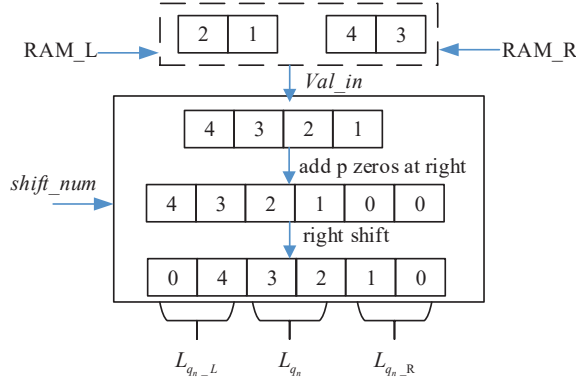 RAM_L 2 1 4 3 RAM_R
Val_in
4 3 2 1
add p zeros at right
shift_num
4 3 2 1 0 0
right shift
0 4 3 2 1 0
L_{q_n_L} L_{q_n} L_{q_n_R}